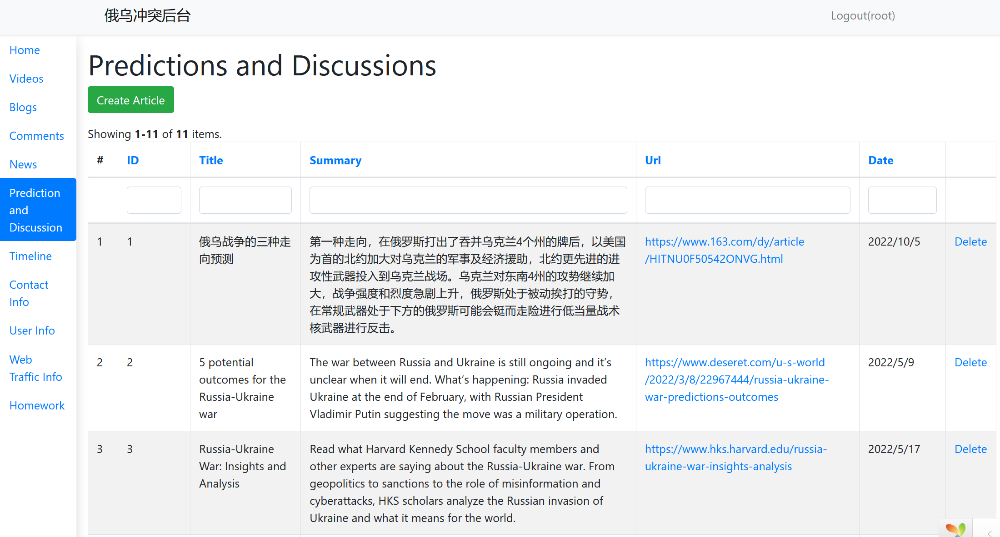 俄乌冲突后台
Logout(root)
Home
Videos
Blogs
Comments
News
Prediction
and
Discussion
Timeline
Contact
Info
User Info
Web
Traffic Info
Homework
Predictions and Discussions
Create Article
Showing 1-11 of 11 items.
# ID Title Summary Url Date
1 1 俄乌战争的三种走
向预测
第一种走向，在俄罗斯打出了吞并乌克兰4个州的牌后，以美国
为首的北约加大对乌克兰的军事及经济援助，北约更先进的进
攻性武器投入到乌克兰战场。乌克兰对东南4州的攻势继续加
大，战争强度和烈度急剧上升，俄罗斯处于被动挨打的守势，
在常规武器处于下方的俄罗斯可能会铤而走险进行低当量战术
核武器进行反击。
https://www.163.com/dy/article
/HITNU0F50542ONVG.html
2022/10/5
Delete
2 2 5 potential
outcomes for the
Russia-Ukraine
war
The war between Russia and Ukraine is still ongoing and it’s
unclear when it will end. What’s happening: Russia invaded
Ukraine at the end of February, with Russian President
Vladimir Putin suggesting the move was a military operation.
https://www.deseret.com/u-s-world
/2022/3/8/22967444/russia-ukraine-
war-predictions-outcomes
2022/5/9
Delete
3 3 Russia-Ukraine
War: Insights and
Analysis
Read what Harvard Kennedy School faculty members and
other experts are saying about the Russia-Ukraine war. From
geopolitics to sanctions to the role of misinformation and
cyberattacks, HKS scholars analyze the Russian invasion of
Ukraine and what it means for the world.
https://www.hks.harvard.edu/russia-
ukraine-war-insights-analysis
2022/5/17
Delete